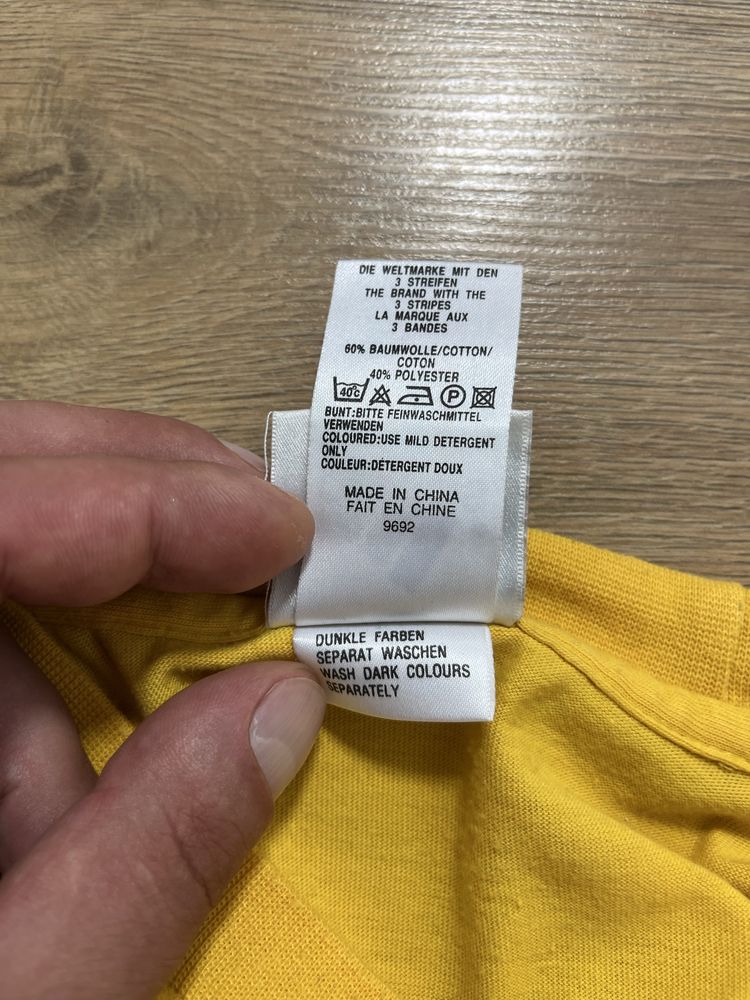 DIE WELTMARKE MIT DEN
3 STREIFEN
THE BRAND WITH THE
3 STRIPES
LA MARQUE AUX
3 BANDES
60% BAUMWOLLE/COTTON/
COTON
40% POLYESTER
40°C P
BUNT:BITTE FEINWASCHMITTEL
VERWENDEN
COLOURED:USE MILD DETERGENT
ONLY
COULEUR:DÉTERGENT DOUX
MADE IN CHINA
FAIT EN CHINE
9692
DUNKLE FARBEN
SEPARAT WASCHEN
WASH DARK COLOURS
SEPARATELY